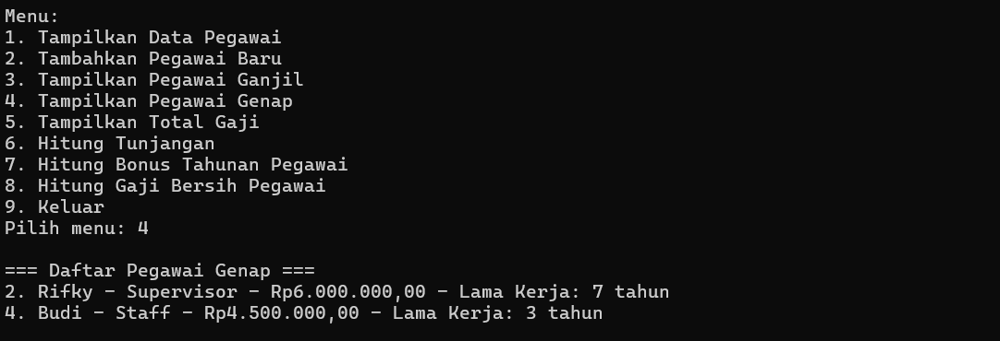 Menu:
1. Tampilkan Data Pegawai
2. Tambahkan Pegawai Baru
3. Tampilkan Pegawai Ganjil
4. Tampilkan Pegawai Genap
5. Tampilkan Total Gaji
6. Hitung Tunjangan
7. Hitung Bonus Tahunan Pegawai
8. Hitung Gaji Bersih Pegawai
9. Keluar
Pilih menu: 4
=== Daftar Pegawai Genap ===
2. Rifky - Supervisor - Rp6.000.000,00 - Lama Kerja: 7 tahun
4. Budi - Staff - Rp4.500.000,00 - Lama Kerja: 3 tahun